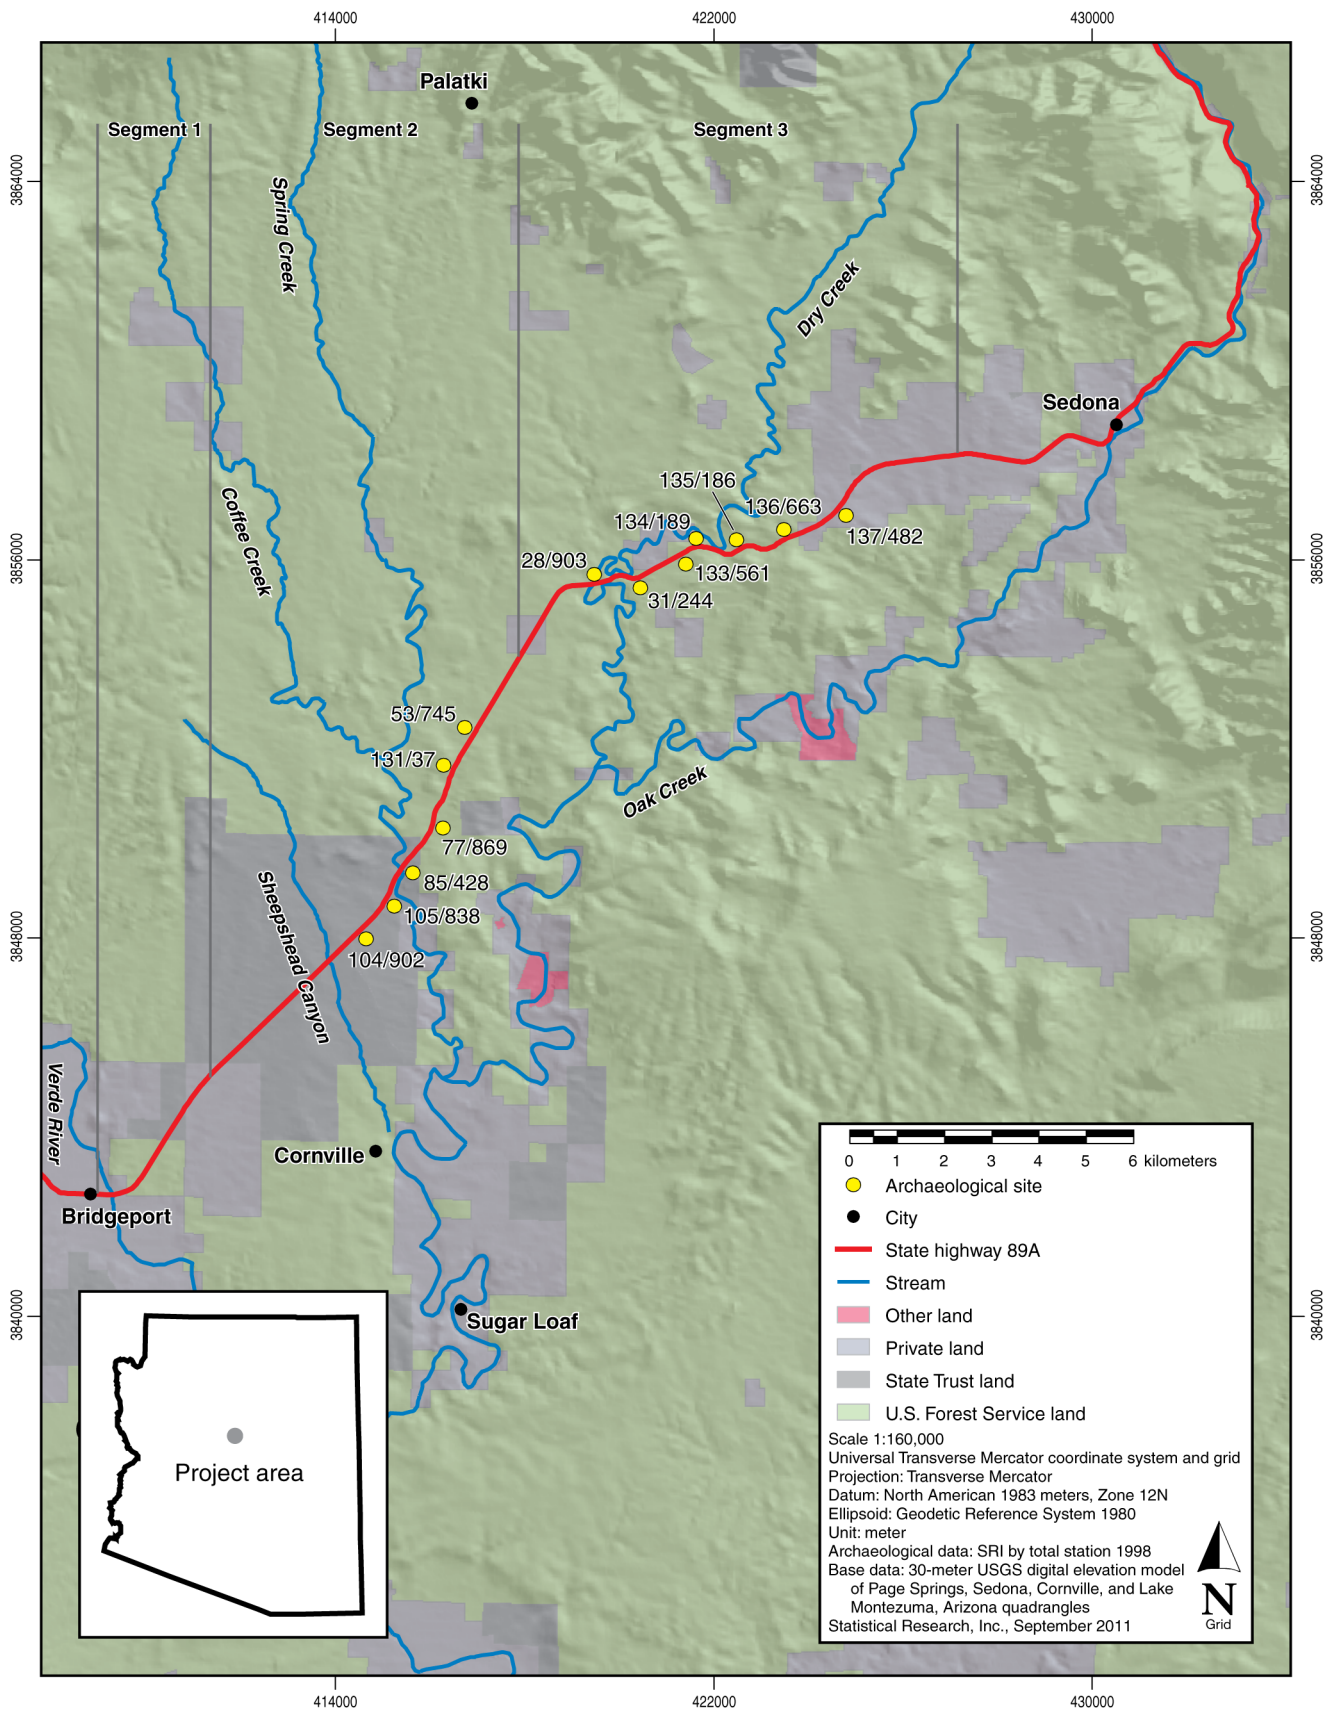 414000
422000
430000
Palatki
Segment 1
Segment 2
Segment 3
3864000
3864000
Spring Creek
Dry Creek
Sedona
135/186
136/663
134/189
137/482
Coffee Creek
28/903
133/561
31/244
3856000
3856000
53/745
131/37
Oak Creek
77/869
85/428
105/838
104/902
Sheepshead Canyon
3848000
3848000
Verde River
Cornville
Bridgeport
Sugar Loaf
3840000
3840000
Project area
0 1 2 3 4 5 6 kilometers
Archaeological site
City
State highway 89A
Stream
Other land
Private land
State Trust land
U.S. Forest Service land
Scale 1:160,000
Universal Transverse Mercator coordinate system and grid
Projection: Transverse Mercator
Datum: North American 1983 meters, Zone 12N
Ellipsoid: Geodetic Reference System 1980
Unit: meter
Archaeological data: SRI by total station 1998
Base data: 30-meter USGS digital elevation model
of Page Springs, Sedona, Cornville, and Lake
Montezuma, Arizona quadrangles
Statistical Research, Inc., September 2011
N
Grid
414000
422000
430000